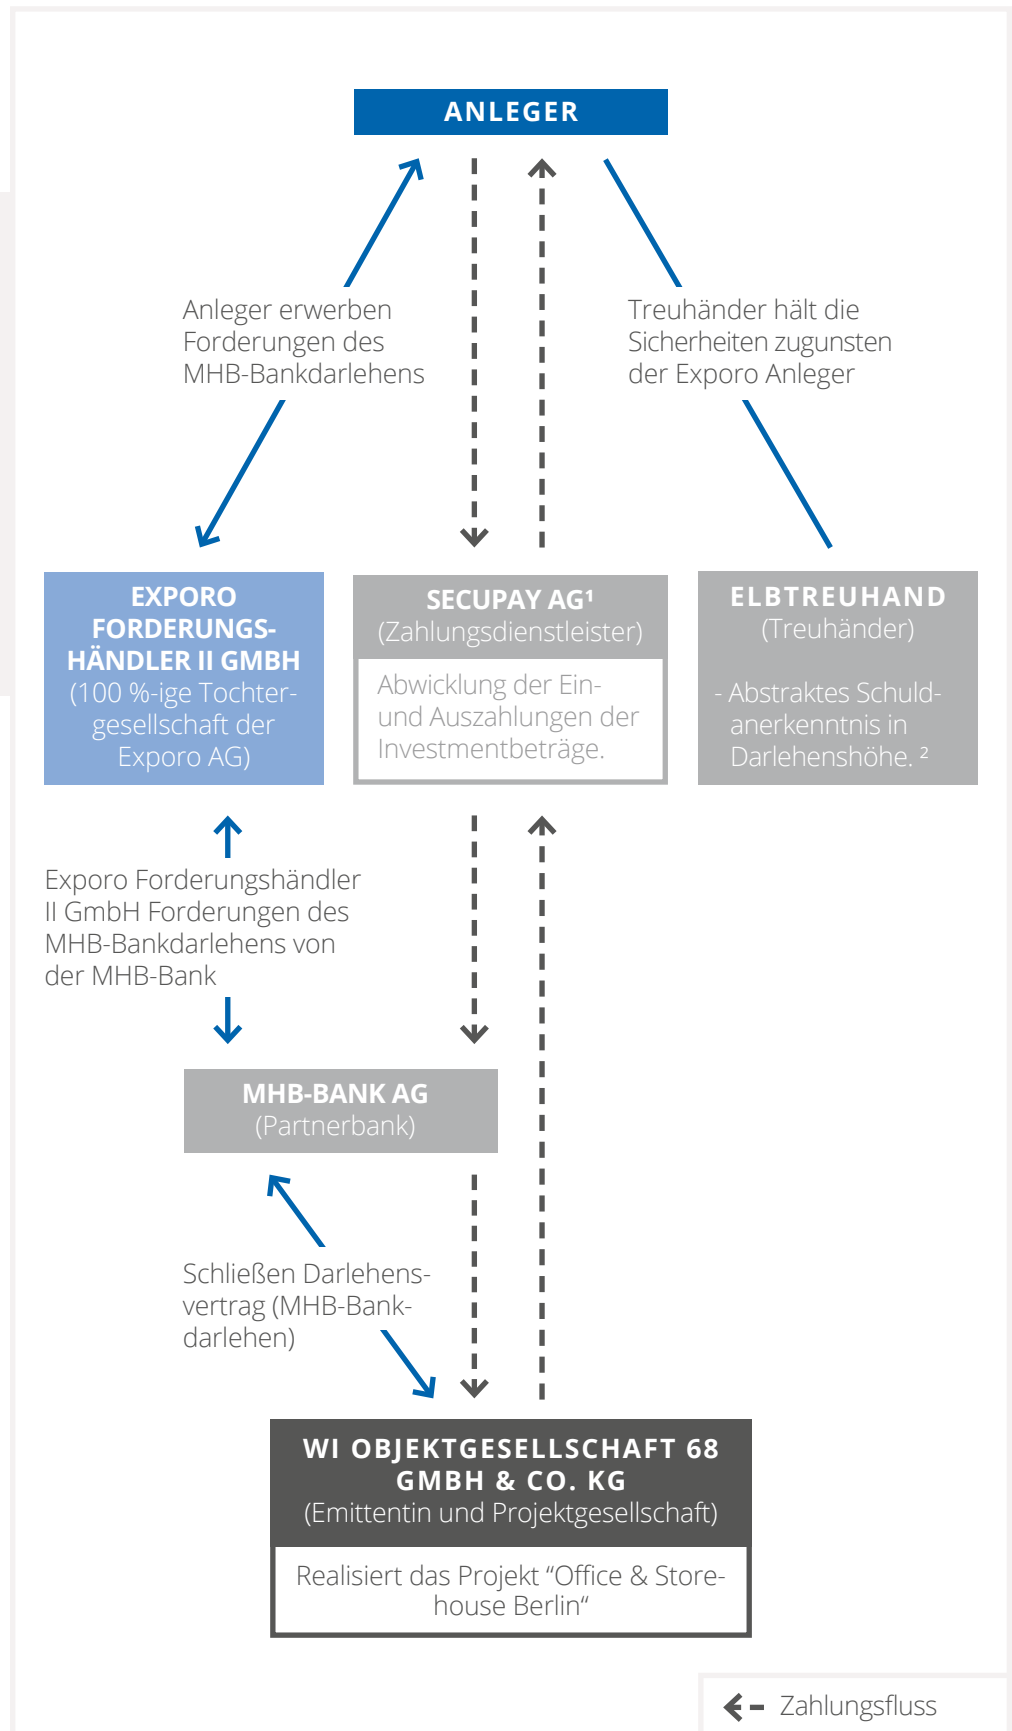 ANLEGER
Anleger erwerben
Forderungen des
MHB-Bankdarlehens
Treuhänder hält die
Sicherheiten zugunsten
der Exporo Anleger
EXPORO
FORDERUNGS-
HÄNDLER II GMBH
(100 %-ige Tochter-
gesellschaft der
Exporo AG)
SECUPAY AG¹
(Zahlungsdienstleister)
Abwicklung der Ein-
und Auszahlungen der
Investmentbeträge.
ELBTREUHAND
(Treuhänder)
- Abstraktes Schuld-
anerkenntnis in
Darlehenshöhe. ²
Exporo Forderungshändler
II GmbH Forderungen des
MHB-Bankdarlehens von
der MHB-Bank
MHB-BANK AG
(Partnerbank)
Schließen Darlehens-
vertrag (MHB-Bank-
darlehen)
WI OBJEKTGESELLSCHAFT 68
GMBH & CO. KG
(Emittentin und Projektgesellschaft)
Realisiert das Projekt “Office & Store-
house Berlin“
Zahlungsfluss